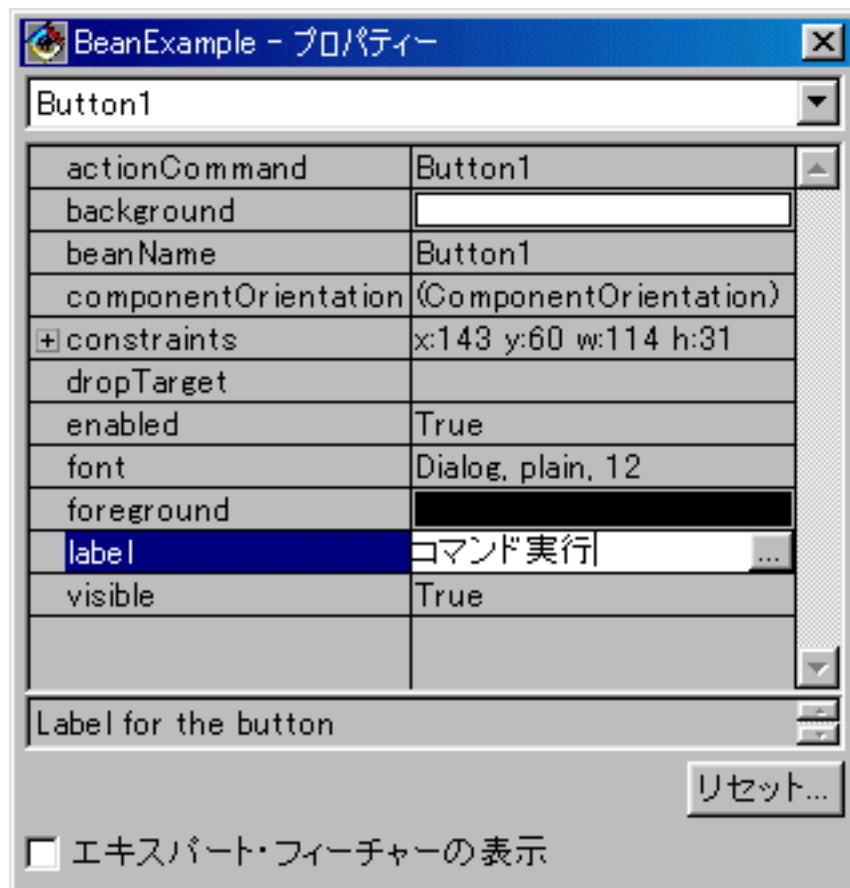 BeanExample - プロパティー
Button1
actionCommand Button1
background
beanName Button1
componentOrientation (ComponentOrientation)
constraints x:143 y:60 w:114 h:31
dropTarget
enabled True
font Dialog, plain, 12
foreground
label コマンド実行 ...
visible True
Label for the button
リセット...
エキスパート・フィーチャーの表示